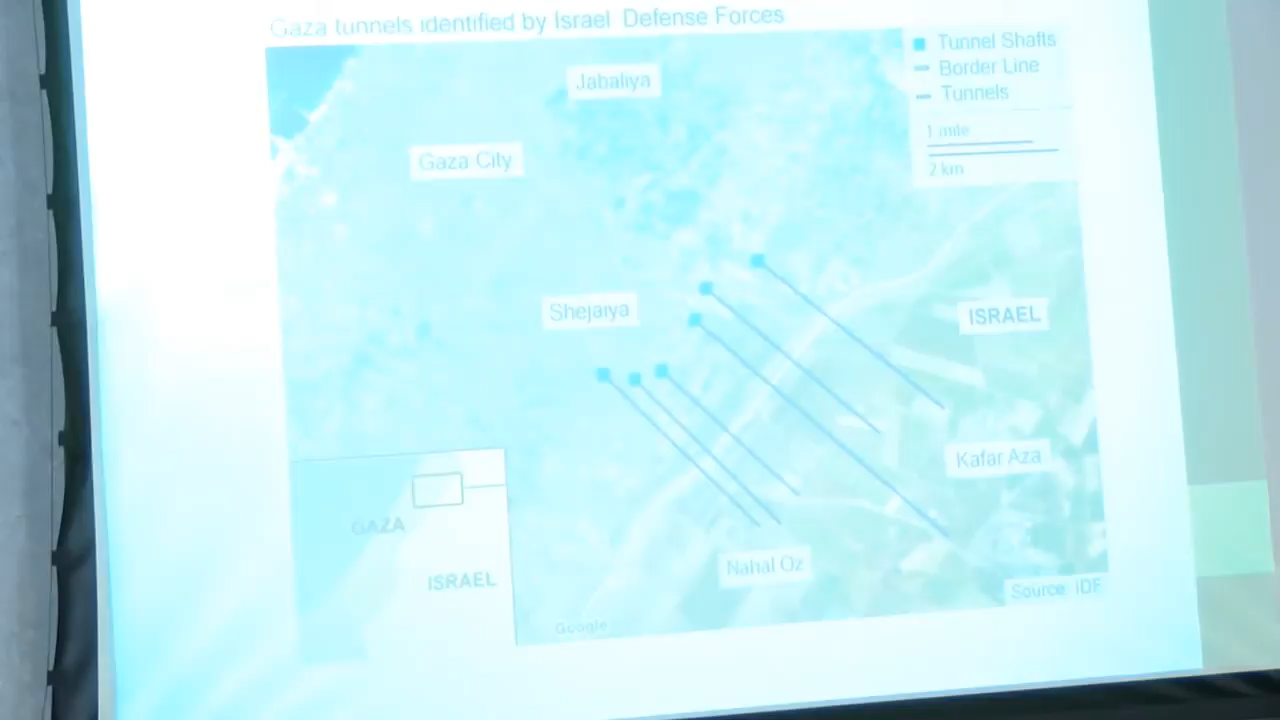 Gaza tunnels identified by Israel Defense Forces
Tunnel Shafts
Border Line
Tunnels
1 mile
2 km
Jabaliya
Gaza City
Shejaiya
ISRAEL
Kafar Aza
Nahal Oz
GAZA
ISRAEL
Source: IDF
Google